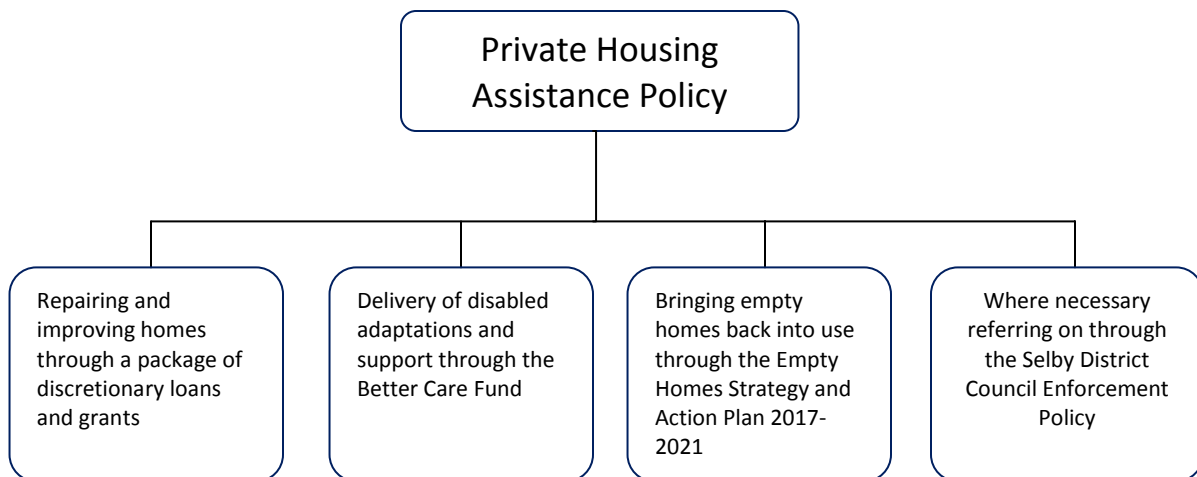 Private Housing
Assistance Policy
Repairing and
improving homes
through a package of
discretionary loans
and grants
Delivery of disabled
adaptations and
support through the
Better Care Fund
Bringing empty
homes back into use
through the Empty
Homes Strategy and
Action Plan 2017-
2021
Where necessary
referring on through
the Selby District
Council Enforcement
Policy